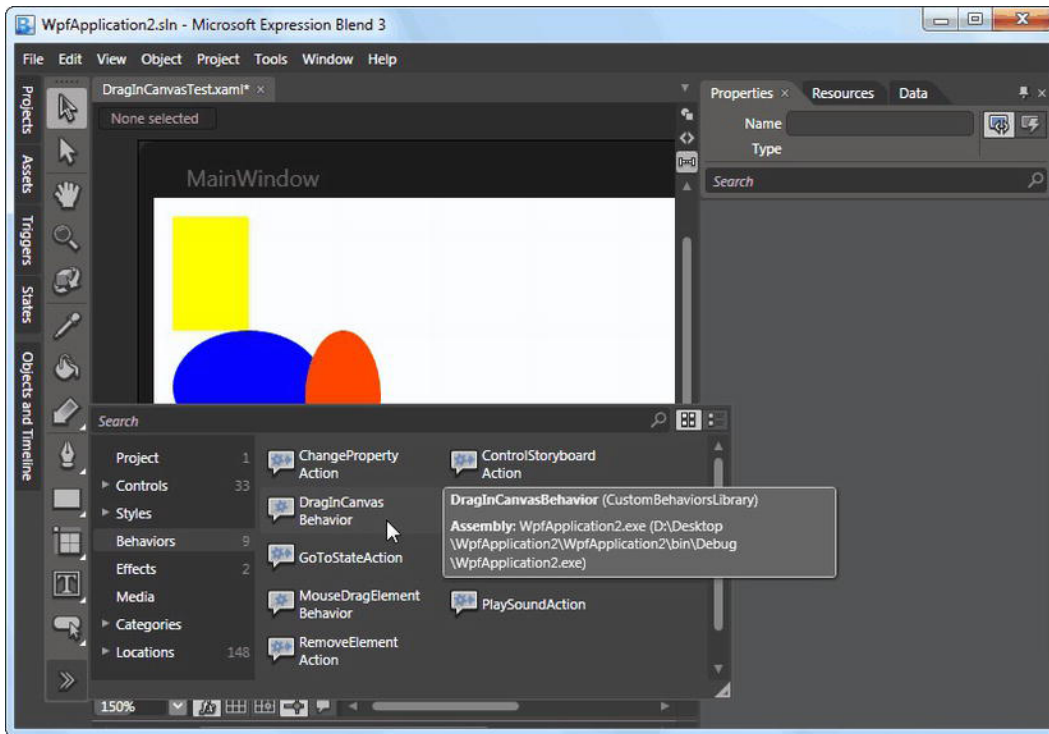 WpfApplication2.sln - Microsoft Expression Blend 3
File Edit View Object Project Tools Window Help
Projects
Assets
Triggers
States
Objects and Timeline
DragInCanvasTest.xaml* ×
None selected
MainWindow
Properties × Resources Data
Name
Type
Search
Search
Project 1
Controls 33
Styles
Behaviors 9
Effects 2
Media
Categories
Locations 148
ChangeProperty
Action
ControlStoryboard
Action
DragInCanvas
Behavior
GoToStateAction
MouseDragElement
Behavior
PlaySoundAction
RemoveElement
Action
DragInCanvasBehavior (CustomBehaviorsLibrary)
Assembly: WpfApplication2.exe (D:\Desktop
\WpfApplication2\WpfApplication2\bin\Debug
\WpfApplication2.exe)
150%